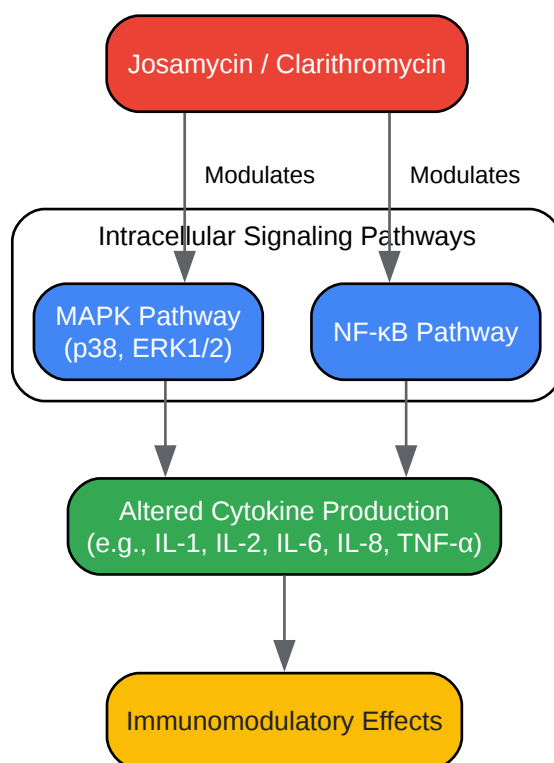 Josamycin / Clarithromycin
Modulates
Modulates
Intracellular Signaling Pathways
MAPK Pathway
(p38, ERK1/2)
NF-κB Pathway
Altered Cytokine Production
(e.g., IL-1, IL-2, IL-6, IL-8, TNF-α)
Immunomodulatory Effects